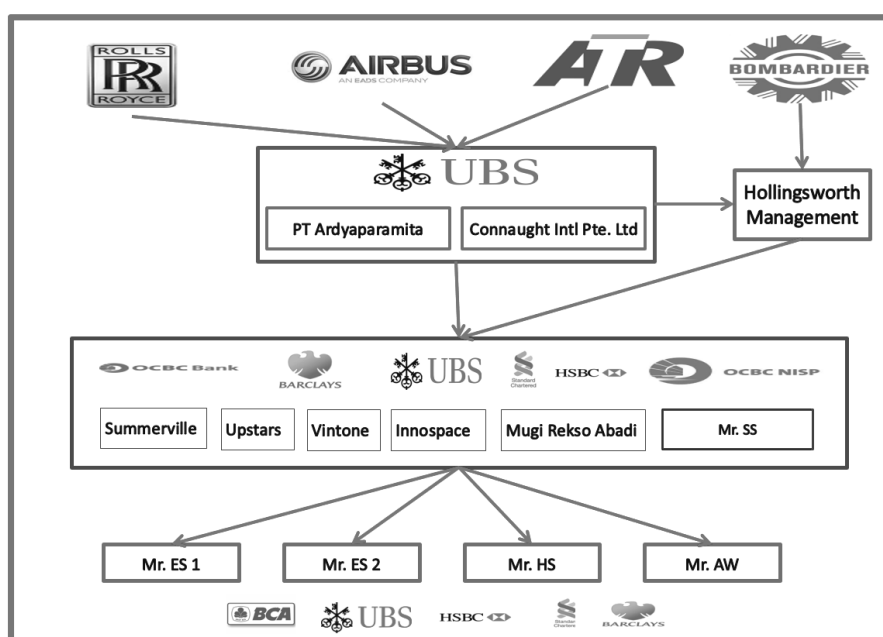 ROLLS
RR
ROYCE
AIRBUS
AN EADS COMPANY
ATR
BOMBARDIER
UBS
PT Ardyaparamita
Connaught Intl Pte. Ltd
Hollingsworth
Management
OCBC Bank
BARCLAYS
UBS
Standard
Chartered
HSBC
OCBC NISP
Summerville
Upstars
Vintone
Innospace
Mugi Rekso Abadi
Mr. SS
Mr. ES 1
Mr. ES 2
Mr. HS
Mr. AW
BCA
UBS
HSBC
Standard
Chartered
BARCLAYS